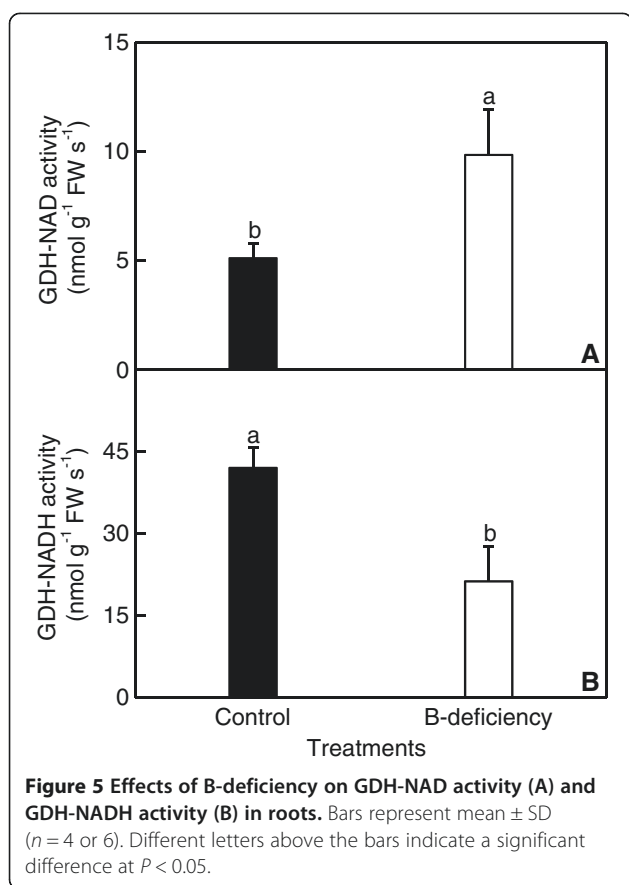 15
a
10
b
5
0
GDH-NAD activity
(nmol g⁻¹ FW s⁻¹)
A
a
45
30
b
15
0
GDH-NADH activity
(nmol g⁻¹ FW s⁻¹)
B
Control B-deficiency
Treatments
Figure 5 Effects of B-deficiency on GDH-NAD activity (A) and
GDH-NADH activity (B) in roots. Bars represent mean ± SD
(n = 4 or 6). Different letters above the bars indicate a significant
difference at P < 0.05.